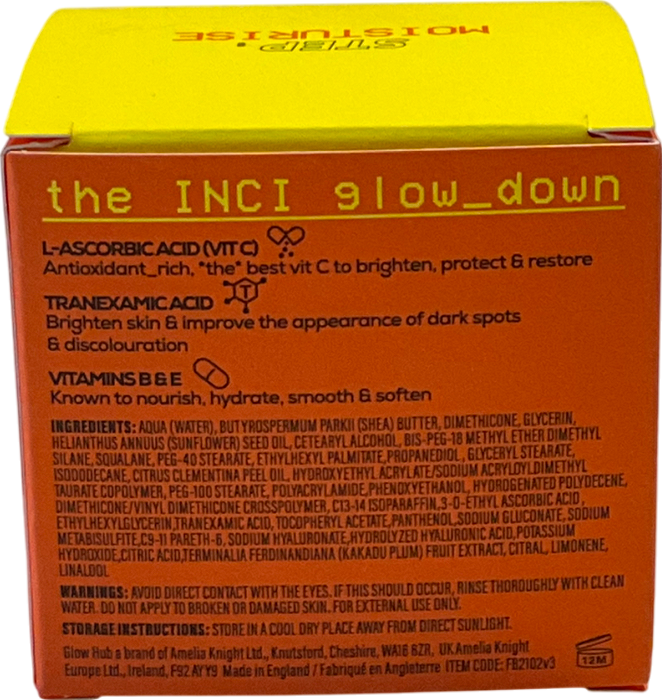 STEP.
MOISTURISE
the INCI glow_down
L-ASCORBIC ACID (VIT C)
Antioxidant_rich, *the* best vit C to brighten, protect & restore
TRANEXAMIC ACID
T
Brighten skin & improve the appearance of dark spots
& discolouration
VITAMINS B & E
Known to nourish, hydrate, smooth & soften
INGREDIENTS: AQUA (WATER), BUTYROSPERMUM PARKII (SHEA) BUTTER, DIMETHICONE, GLYCERIN,
HELIANTHUS ANNUUS (SUNFLOWER) SEED OIL, CETEARYL ALCOHOL, BIS-PEG-18 METHYL ETHER DIMETHYL
SILANE, SQUALANE, PEG-40 STEARATE, ETHYLHEXYL PALMITATE, PROPANEDIOL, GLYCERYL STEARATE,
ISODODECANE, CITRUS CLEMENTINA PEEL OIL, HYDROXYETHYL ACRYLATE/SODIUM ACRYLOYLDIMETHYL
TAURATE COPOLYMER, PEG-100 STEARATE, POLYACRYLAMIDE, PHENOXYETHANOL, HYDROGENATED POLYDECENE,
DIMETHICONE/VINYL DIMETHICONE CROSSPOLYMER, C13-14 ISOPARAFFIN, 3-O-ETHYL ASCORBIC ACID,
ETHYLHEXYLGLYCERIN, TRANEXAMIC ACID, TOCOPHERYL ACETATE, PANTHENOL, SODIUM GLUCONATE, SODIUM
METABISULFITE, C9-11 PARETH-6, SODIUM HYALURONATE, HYDROLYZED HYALURONIC ACID, POTASSIUM
HYDROXIDE, CITRIC ACID, TERMINALIA FERDINANDIANA (KAKADU PLUM) FRUIT EXTRACT, CITRAL, LIMONENE,
LINALOOL
WARNINGS: AVOID DIRECT CONTACT WITH THE EYES. IF THIS SHOULD OCCUR, RINSE THOROUGHLY WITH CLEAN
WATER. DO NOT APPLY TO BROKEN OR DAMAGED SKIN. FOR EXTERNAL USE ONLY.
STORAGE INSTRUCTIONS: STORE IN A COOL DRY PLACE AWAY FROM DIRECT SUNLIGHT.
Glow Hub a brand of Amelia Knight Ltd., Knutsford, Cheshire, WA16 8ZR, UK Amelia Knight
Europe Ltd., Ireland, F92 AYY9 Made in England / Fabriqué en Angleterre ITEM CODE: FB2102v3
12M